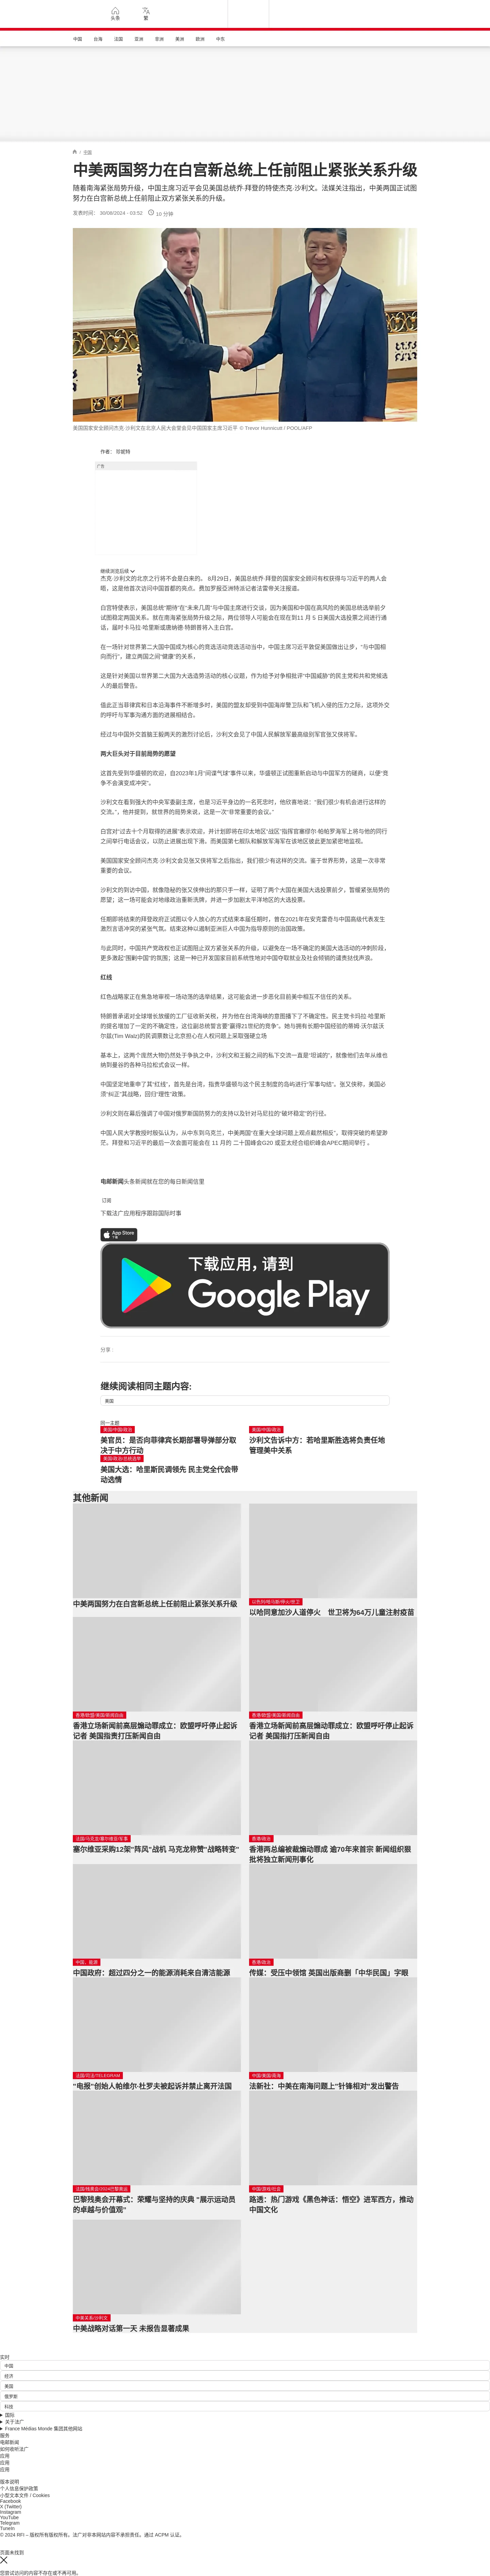 头条
繁
中国
台海
法国
亚洲
非洲
美洲
欧洲
中东
/ 美国
中美两国努力在白宫新总统上任前阻止紧张关系升级
随着南海紧张局势升级，中国主席习近平会见美国总统乔·拜登的特使杰克·沙利文。法媒关注指出，中美两国正试图努力在白宫新总统上任前阻止双方紧张关系的升级。
发表时间： 30/08/2024 - 03:52
10 分钟
美国国家安全顾问杰克·沙利文在北京人民大会堂会见中国国家主席习近平 © Trevor Hunnicutt / POOL/AFP
作者： 珍妮特
广告
继续浏览后续
杰克·沙利文的北京之行将不会是白来的。 8月29日，美国总统乔·拜登的国家安全顾问有权获得与习近平的两人会晤，这是他首次访问中国首都的亮点。费加罗报亚洲特派记者法雷帝关注报道。
白宫特使表示，美国总统“期待”在“未来几周”与中国主席进行交谈，因为美国和中国在高风险的美国总统选举前夕试图稳定两国关系。就在南海紧张局势升级之际，两位领导人可能会在现在到11 月 5 日美国大选投票之间进行通话，届时卡马拉·哈里斯或唐纳德·特朗普将入主白宫。
在一场针对世界第二大国中国成为核心的竞选活动竞选活动当中，中国主席习近平敦促美国做出让步，“与中国相向而行”，建立两国之间“健康”的关系，
这是针对美国以世界第二大国为大选造势活动的核心议题，作为给予对争相批评“中国威胁”的民主党和共和党候选人的最后警告。
值此正当菲律宾和日本沿海事件不断增多时，美国的盟友却受到中国海岸警卫队和飞机入侵的压力之际，这项外交的呼吁与军事沟通方面的进展相结合。
经过与中国外交首脑王毅两天的激烈讨论后，沙利文会见了中国人民解放军最高级别军官张又侠将军。
两大巨头对于目前局势的愿望
这首先受到华盛顿的欢迎，自2023年1月“间谍气球”事件以来，华盛顿正试图重新启动与中国军方的磋商，以便“竞争不会演变成冲突”。
沙利文在看到强大的中央军委副主席，也是习近平身边的一名死忠时，他欣喜地说：“我们很少有机会进行这样的交流。”，他并提到，就世界的局势来说，这是一次“非常重要的会议。”
白宫对“过去十个月取得的进展”表示欢迎，并计划即将在印太地区“战区”指挥官塞缪尔·帕帕罗海军上将与他的同行之间举行电话会议，以防止进展出现下滑，而美国第七舰队和解放军海军在该地区彼此更加紧密地监视。
美国国家安全顾问杰克·沙利文会见张又侠将军之后指出，我们很少有这样的交流。鉴于世界形势，这是一次非常重要的会议。
沙利文的到访中国，就像隐秘的张又侠伸出的那只手一样，证明了两个大国在美国大选投票前夕，暂缓紧张局势的愿望；这一场可能会对地缘政治重新洗牌，并进一步加剧太平洋地区的大选投票。
任期即将结束的拜登政府正试图以令人放心的方式结束本届任期时，曾在2021年在安克雷奇与中国高级代表发生激烈言语冲突的紧张气氛。结束这种以遏制亚洲巨人中国为指导原则的治国政策。
与此同时，中国共产党政权也正试图阻止双方紧张关系的升级，以避免在一场不确定的美国大选活动的冲刺阶段，更多激起“围剿中国”的氛围；这是一种已开发国家目前系统性地对中国夺取就业及社会倾销的谴责鼓伐声浪。
红线
红色战略家正在焦急地审视一场动荡的选举结果，这可能会进一步恶化目前美中相互不信任的关系。
特朗普承诺对全球增长放缓的工厂征收新关税，并为他在台湾海峡的意图播下了不确定性。民主党卡玛拉·哈里斯的提名增加了一定的不确定性。这位副总统誓言要“赢得21世纪的竞争”。她与拥有长期中国经验的蒂姆·沃尔兹沃尔兹(Tim Walz)的民调票数让北京担心在人权问题上采取强硬立场
基本上，这两个庞然大物仍然处于争执之中，沙利文和王毅之间的私下交流一直是“坦诚的”，就像他们去年从维也纳到曼谷的各种马拉松式会议一样。
中国坚定地重申了其“红线”，首先是台湾，指责华盛顿与这个民主制度的岛屿进行“军事勾结”。张又侠称，美国必须“纠正”其战略，回归“理性”政策。
沙利文则在幕后强调了中国对俄罗斯国防努力的支持以及针对马尼拉的“破坏稳定”的行径。
中国人民大学教授时殷弘认为，从中东到乌克兰，中美两国“在重大全球问题上观点截然相反”，取得突破的希望渺茫。拜登和习近平的最后一次会面可能会在 11 月的 二十国峰会G20 或亚太经合组织峰会APEC期间举行 。
电邮新闻头条新闻就在您的每日新闻信里
订阅
下载法广应用程序跟踪国际时事
App Store
下载应用，请到
Google Play
分享 :
继续阅读相同主题内容:
美国
同一主题
美国/中国/政治
美官员：是否向菲律宾长期部署导弹部分取决于中方行动
美国/中国/政治
沙利文告诉中方：若哈里斯胜选将负责任地管理美中关系
美国/政治/总统选举
美国大选：哈里斯民调领先 民主党全代会带动选情
其他新闻
中美两国努力在白宫新总统上任前阻止紧张关系升级
以色列/哈马斯/停火/世卫
以哈同意加沙人道停火 世卫将为64万儿童注射疫苗
香港/欧盟/美国/新闻自由
香港立场新闻前高层煽动罪成立：欧盟呼吁停止起诉记者 美国指责打压新闻自由
香港/欧盟/美国/新闻自由
香港立场新闻前高层煽动罪成立：欧盟呼吁停止起诉记者 美国指打压新闻自由
法国/马克龙/塞尔维亚/军事
塞尔维亚采购12架"阵风"战机 马克龙称赞"战略转变"
香港/政治
香港两总编被裁煽动罪成 逾70年来首宗 新闻组织狠批将独立新闻刑事化
中国，能源
中国政府：超过四分之一的能源消耗来自清洁能源
香港/政治
传媒：受压中领馆 英国出版商删「中华民国」字眼
法国/司法/TELEGRAM
"电报"创始人帕维尔·杜罗夫被起诉并禁止离开法国
中国/美国/南海
法新社：中美在南海问题上"针锋相对"发出警告
法国/残奥会/2024巴黎奥运
巴黎残奥会开幕式：荣耀与坚持的庆典 "展示运动员的卓越与价值观"
中国/游戏/社会
路透：热门游戏《黑色神话：悟空》进军西方，推动中国文化
中美关系/沙利文
中美战略对话第一天 未报告显著成果
实时
中国
经济
美国
俄罗斯
科技
国际
关于法广
France Médias Monde 集团其他网站
服务
电邮新闻
如何收听法广
应用
应用
应用
版本说明
个人信息保护政策
小型文本文件 / Cookies
Facebook
X (Twitter)
Instagram
YouTube
Telegram
TuneIn
© 2024 RFI – 版权所有版权所有。法广对非本网站内容不承担责任。通过 ACPM 认证。
页面未找到
您尝试访问的内容不存在或不再可用。